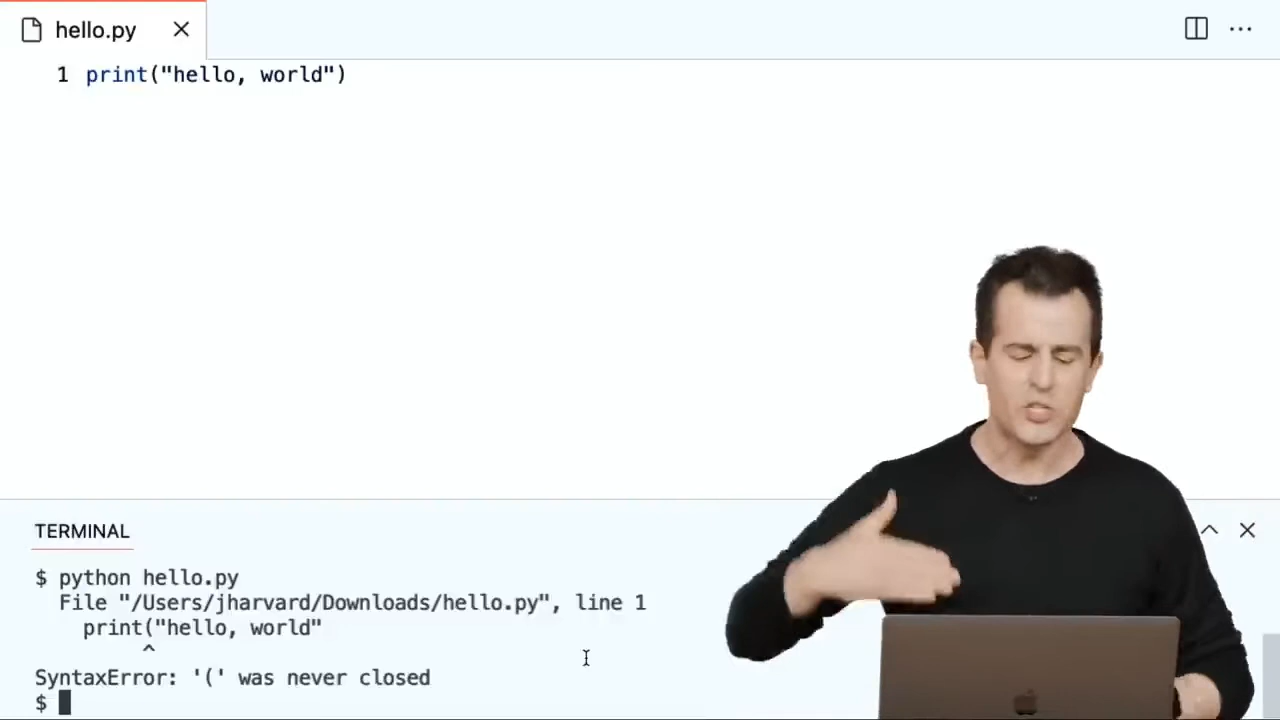 hello.py
1 print("hello, world")
TERMINAL
$ python hello.py
File "/Users/jharvard/Downloads/hello.py", line 1
print("hello, world"
^
SyntaxError: '(' was never closed
$